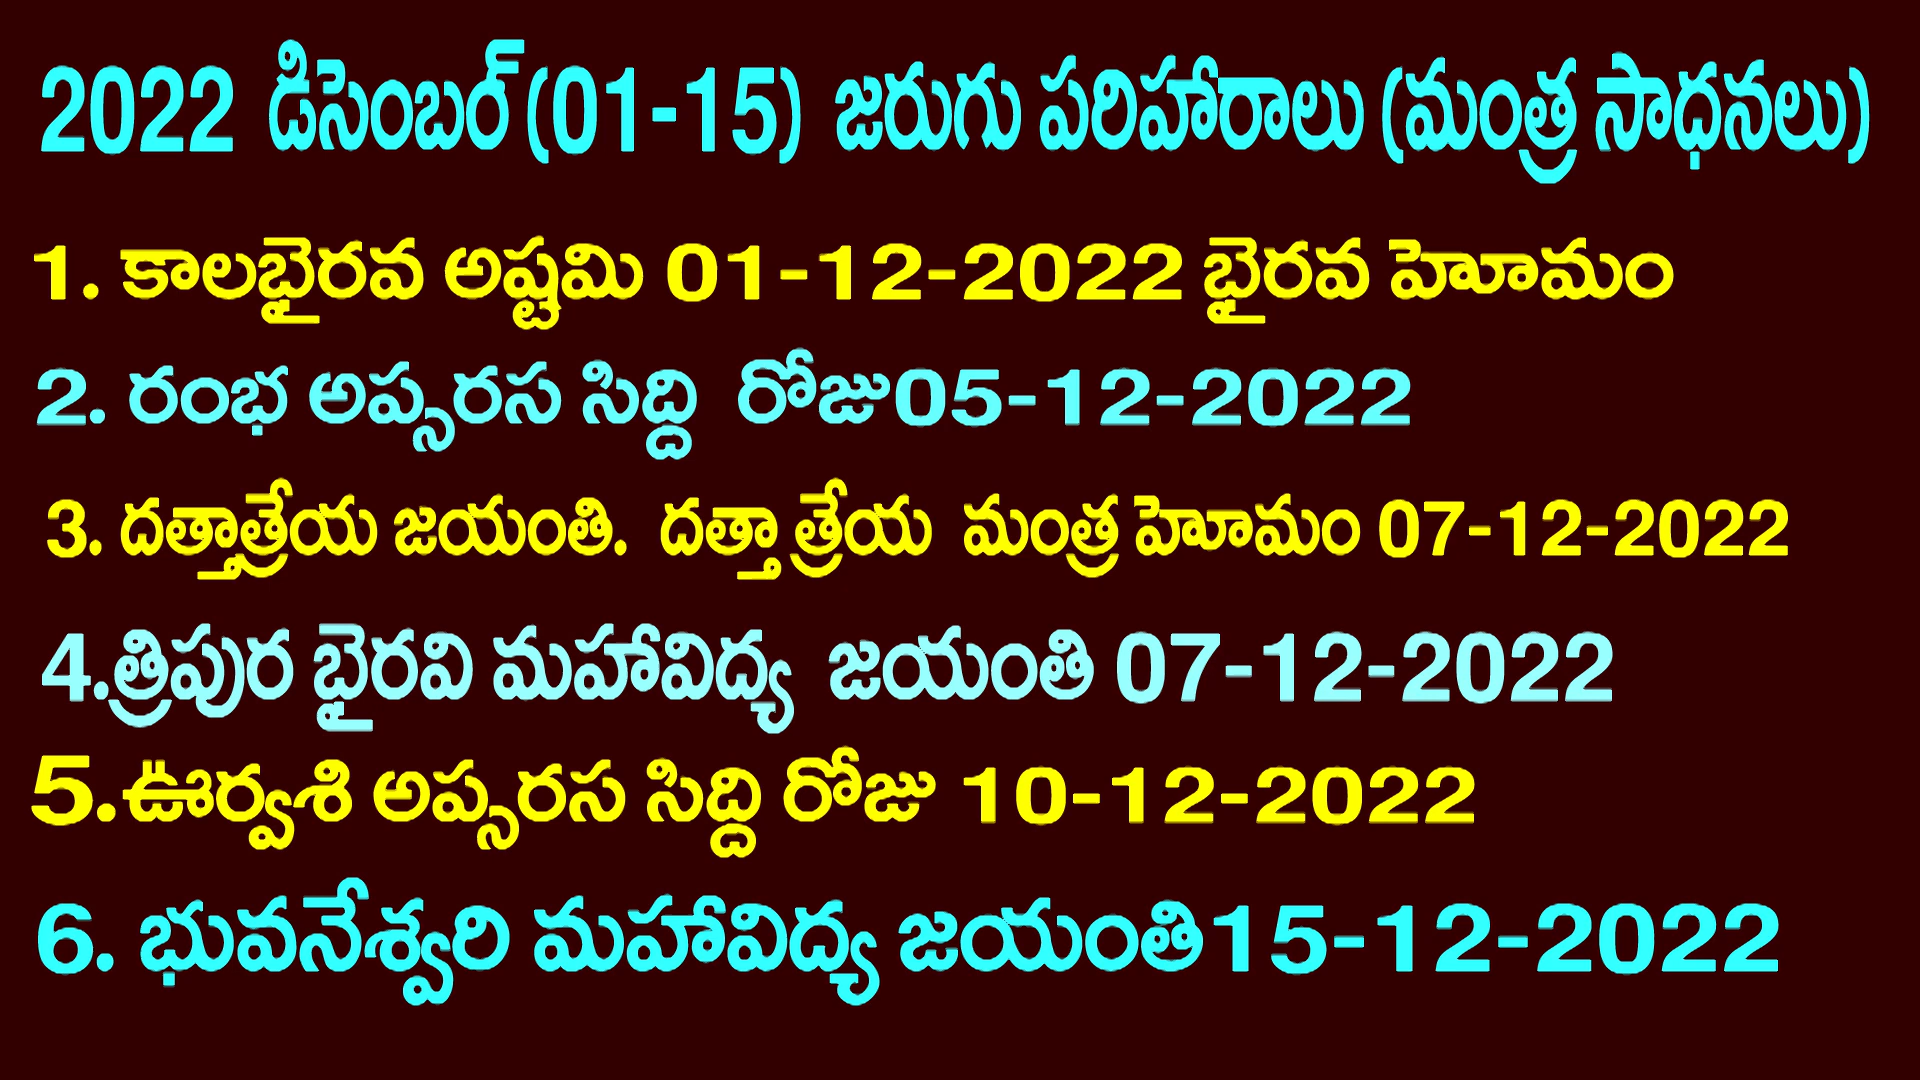 2022 డిసెంబర్ (01-15) జరుగు పరిహారాలు (మంత్ర సాధనలు)
1. కాలభైరవ అష్టమి 01-12-2022 భైరవ హెూమం
2. రంభ అప్సరస సిద్ది రోజు05-12-2022
3. దత్తాత్రేయ జయంతి. దత్తా త్రేయ మంత్ర హెూమం 07-12-2022
4.త్రిపుర భైరవి మహావిద్య జయంతి 07-12-2022
5.ఊర్వశి అప్సరస సిద్ది రోజు 10-12-2022
6. భువనేశ్వరి మహావిద్య జయంతి15-12-2022